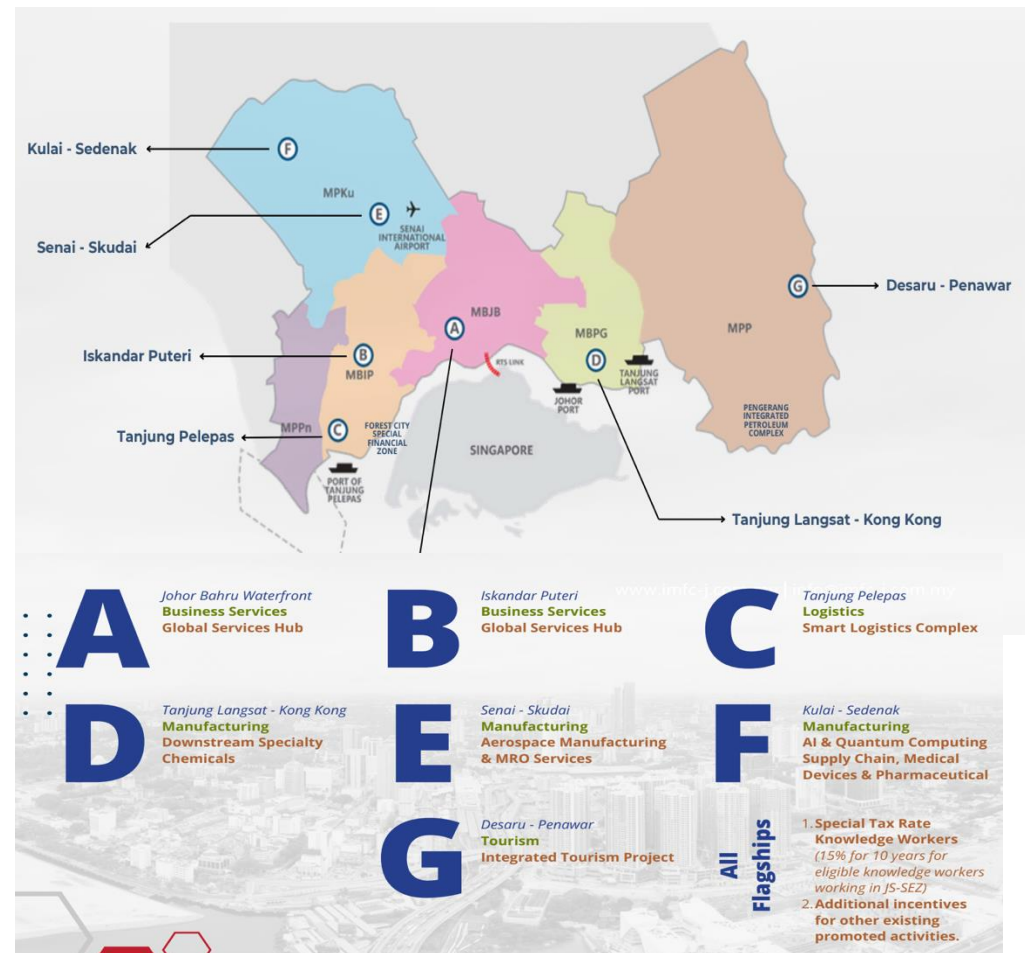 Kulai - Sedenak
F
MPKu
E
SENAI
INTERNATIONAL
AIRPORT
Senai - Skudai
G
Desaru - Penawar
MBJB
A
MPP
MBPG
Iskandar Puteri
B
MBIP
RTS LINK
D
TANJUNG
LANGSAT
PORT
JOHOR
PORT
PENGERANG
INTEGRATED
PETROLEUM
COMPLEX
Tanjung Pelepas
MPPn
C
FOREST CITY
SPECIAL
FINANCIAL
ZONE
SINGAPORE
PORT OF
TANJUNG
PELEPAS
Tanjung Langsat - Kong Kong
A
Johor Bahru Waterfront
Business Services
Global Services Hub
B
Iskandar Puteri
Business Services
Global Services Hub
C
Tanjung Pelepas
Logistics
Smart Logistics Complex
D
Tanjung Langsat - Kong Kong
Manufacturing
Downstream Specialty
Chemicals
E
Senai - Skudai
Manufacturing
Aerospace Manufacturing
& MRO Services
F
Kulai - Sedenak
Manufacturing
AI & Quantum Computing
Supply Chain, Medical
Devices & Pharmaceutical
G
Desaru - Penawar
Tourism
Integrated Tourism Project
All
Flagships
1. Special Tax Rate
Knowledge Workers
(15% for 10 years for
eligible knowledge workers
working in JS-SEZ)
2. Additional incentives
for other existing
promoted activities.